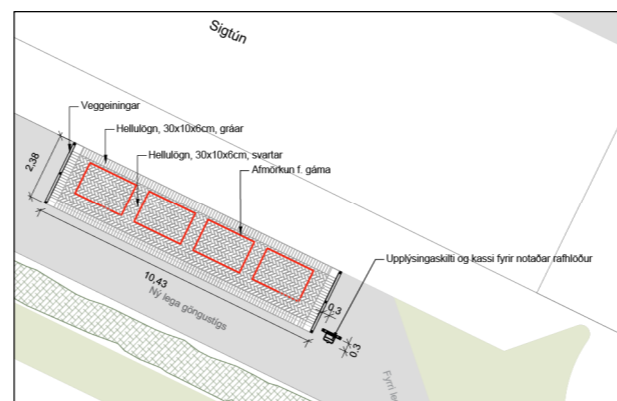 Sigtún
Veggeiningar
Hellulögn, 30x10x6cm, gráar
Hellulögn, 30x10x6cm, svartar
Afmörkun f. gáma
2,38
Upplýsingaskilti og kassi fyrir notaðar rafhlöður
10,43
0,3
Ný lega göngustígs
0,3
Fyrri